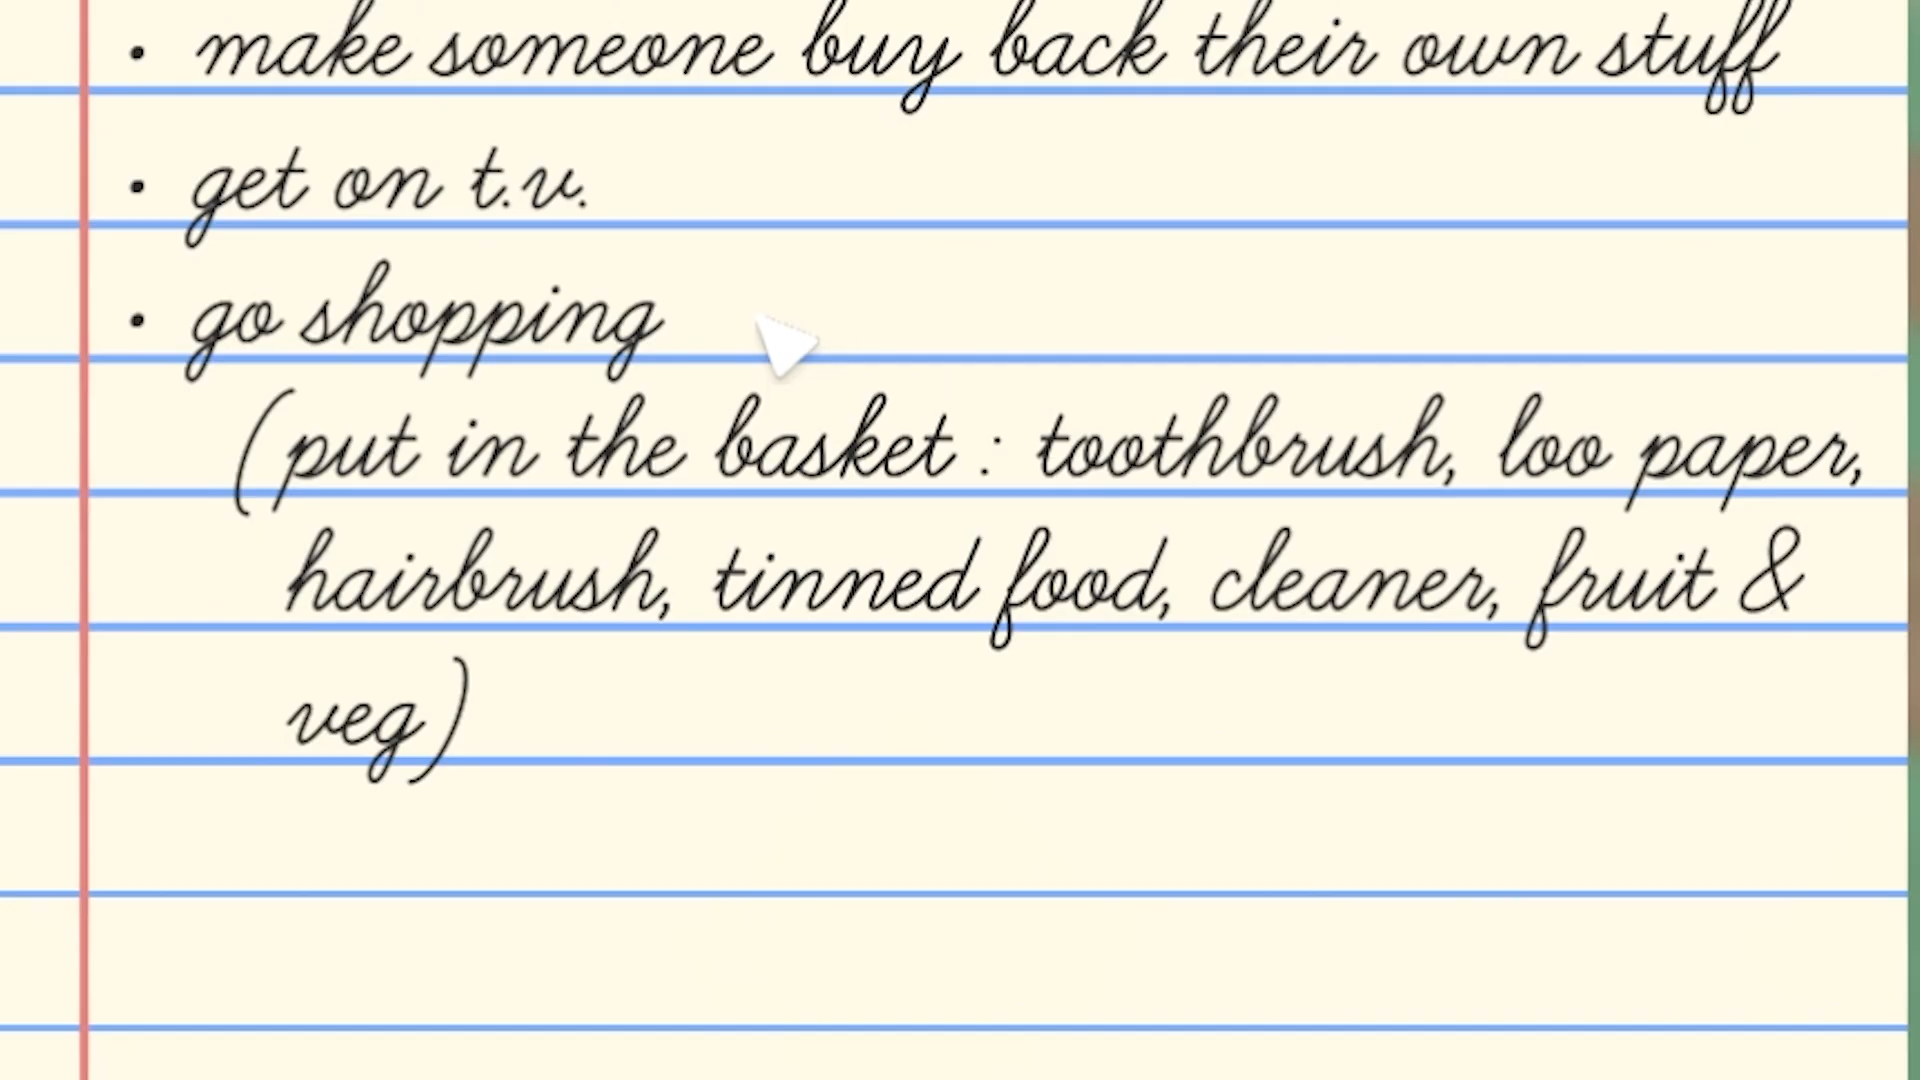 • make someone buy back their own stuff
• get on t.v.
• go shopping
(put in the basket : toothbrush, loo paper,
hairbrush, tinned food, cleaner, fruit &
veg)